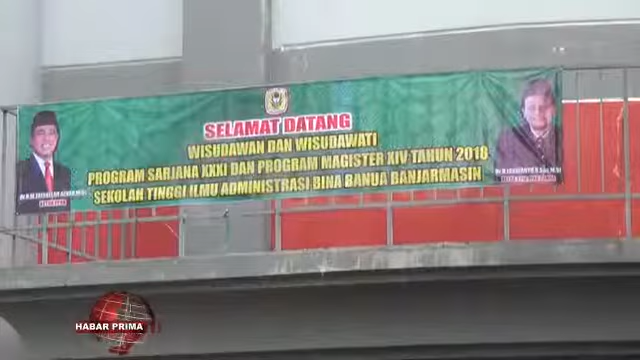 SELAMAT DATANG
WISUDAWAN DAN WISUDAWATI
PROGRAM SARJANA XXXI DAN PROGRAM MAGISTER XIV TAHUN 2018
SEKOLAH TINGGI ILMU ADMINISTRASI BINA BANUA BANJARMASIN
HABAR PRIMA